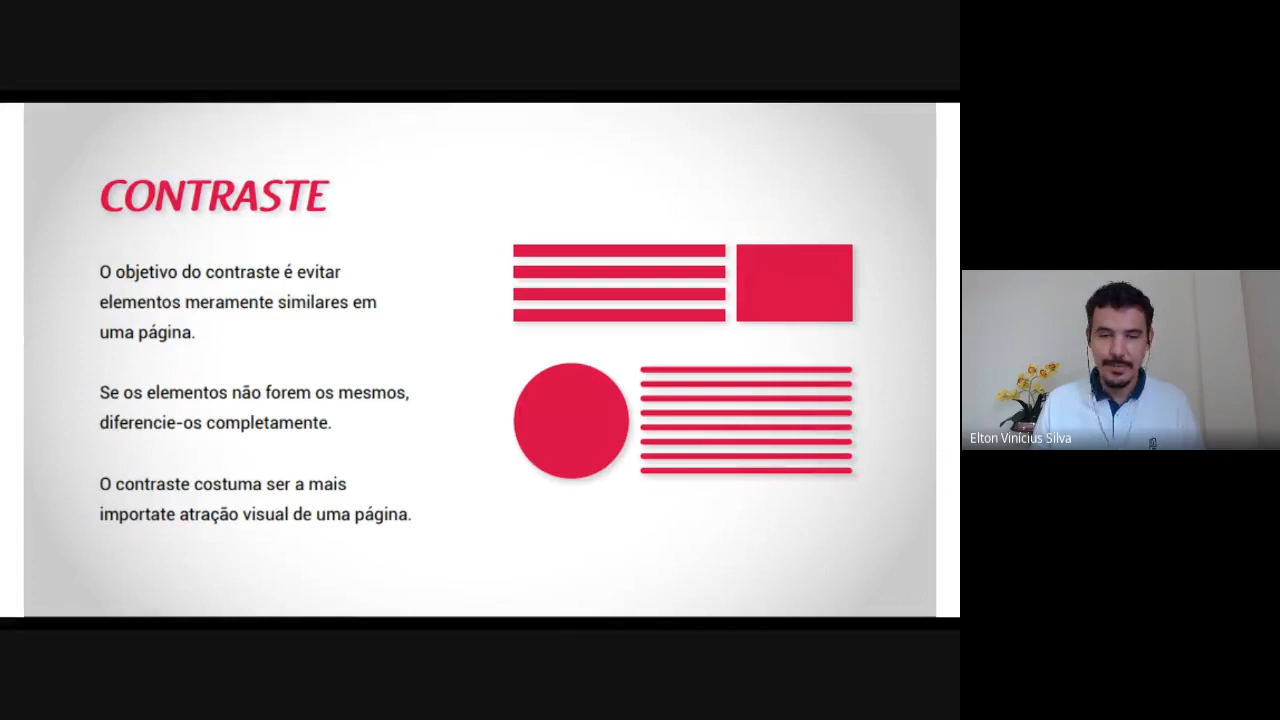 CONTRASTE
O objetivo do contraste é evitar
elementos meramente similares em
uma página.
Se os elementos não forem os mesmos,
diferencie-os completamente.
O contraste costuma ser a mais
importate atração visual de uma página.
Elton Vinícius Silva